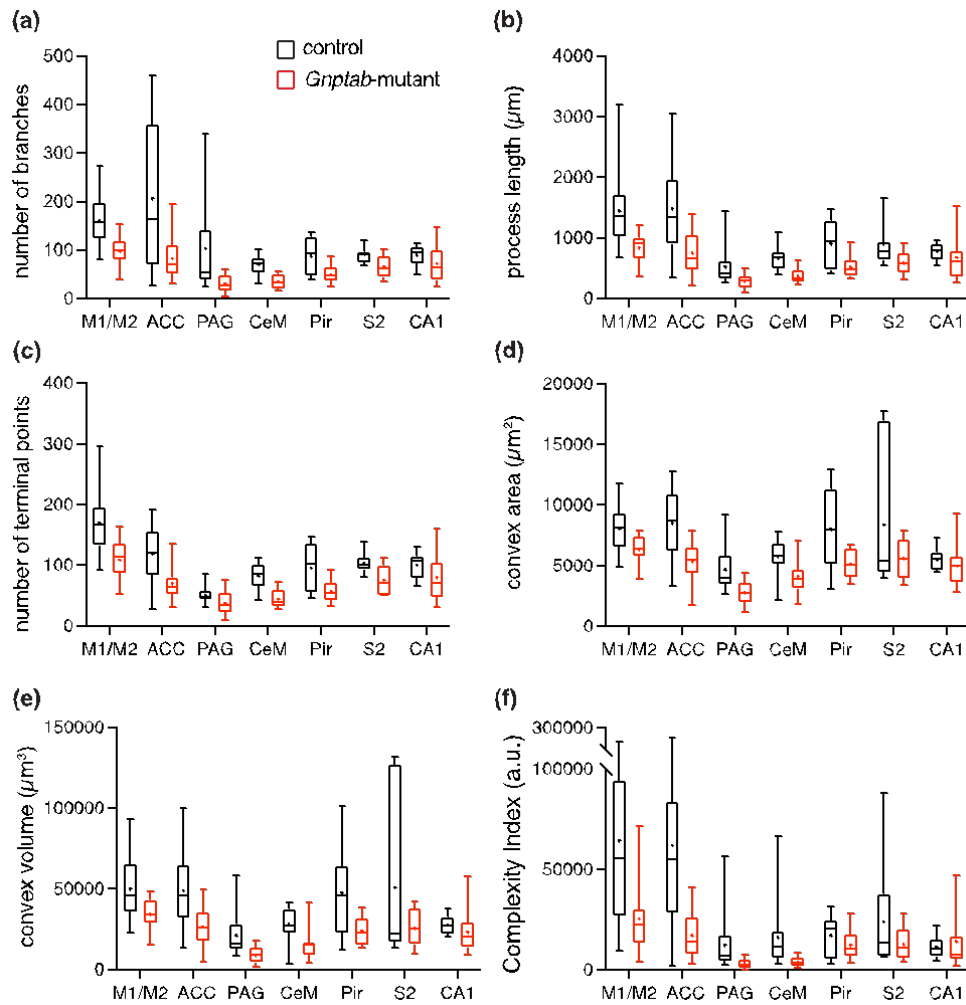 (a)
control
Gnptab-mutant
number of branches
500
400
300
200
100
0
M1/M2 ACC PAG CeM Pir S2 CA1
(b)
process length (µm)
4000
3000
2000
1000
0
M1/M2 ACC PAG CeM Pir S2 CA1
(c)
number of terminal points
400
300
200
100
0
M1/M2 ACC PAG CeM Pir S2 CA1
(d)
convex area (µm²)
20000
15000
10000
5000
0
M1/M2 ACC PAG CeM Pir S2 CA1
(e)
convex volume (µm³)
150000
100000
50000
0
M1/M2 ACC PAG CeM Pir S2 CA1
(f)
Complexity Index (a.u.)
300000
100000
50000
0
M1/M2 ACC PAG CeM Pir S2 CA1